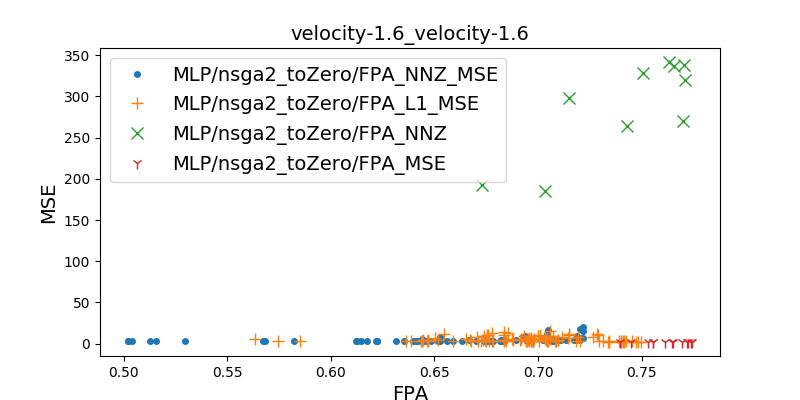 velocity-1.6_velocity-1.6
MLP/nsga2_toZero/FPA_NNZ_MSE
MLP/nsga2_toZero/FPA_L1_MSE
MLP/nsga2_toZero/FPA_NNZ
MLP/nsga2_toZero/FPA_MSE
MSE
350
300
250
200
150
100
50
0
0.50 0.55 0.60 0.65 0.70 0.75
FPA